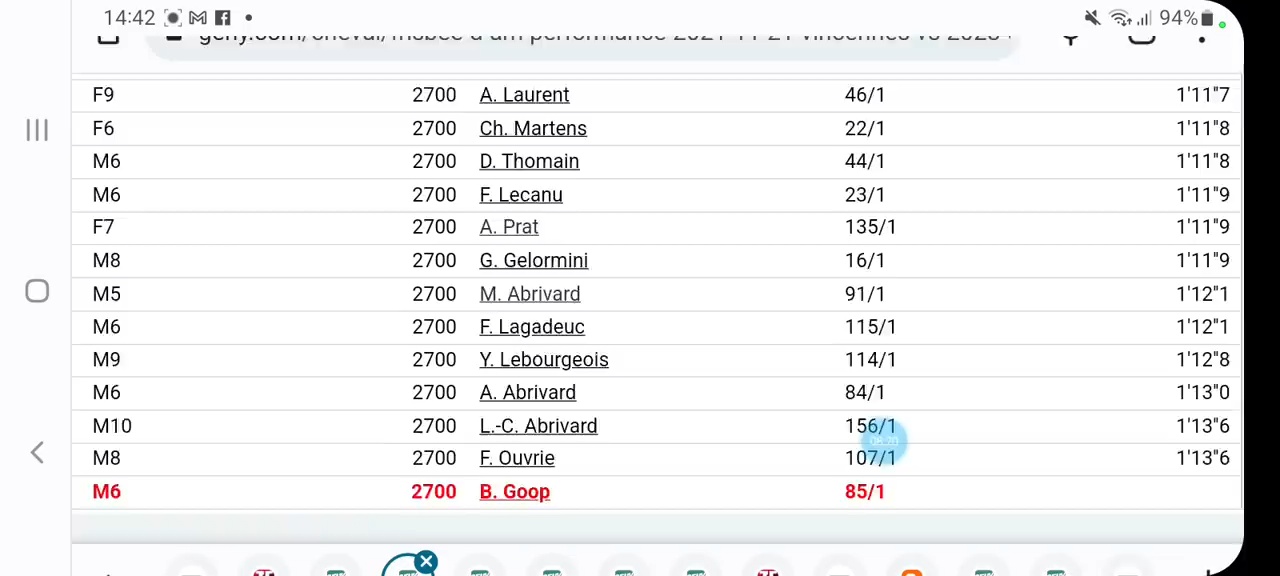 14:42 94%
F9 2700 A. Laurent 46/1 1'11"7
F6 2700 Ch. Martens 22/1 1'11"8
M6 2700 D. Thomain 44/1 1'11"8
M6 2700 F. Lecanu 23/1 1'11"9
F7 2700 A. Prat 135/1 1'11"9
M8 2700 G. Gelormini 16/1 1'11"9
M5 2700 M. Abrivard 91/1 1'12"1
M6 2700 F. Lagadeuc 115/1 1'12"1
M9 2700 Y. Lebourgeois 114/1 1'12"8
M6 2700 A. Abrivard 84/1 1'13"0
M10 2700 L.-C. Abrivard 156/1 1'13"6
M8 2700 F. Ouvrie 107/1 1'13"6
M6 2700 B. Goop 85/1